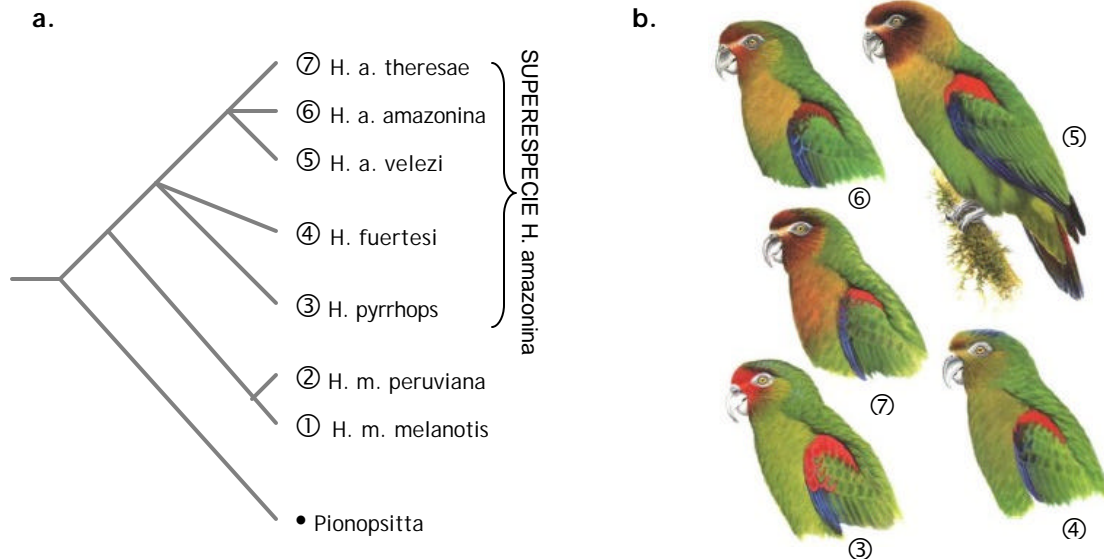 a.
⑦ H. a. theresae
⑥ H. a. amazonina
⑤ H. a. velezi
④ H. fuertesi
③ H. pyrrhops
② H. m. peruviana
① H. m. melanotis
• Pionopsitta
SUPERESPECIE H. amazonina
b.
⑥
⑤
⑦
③
④